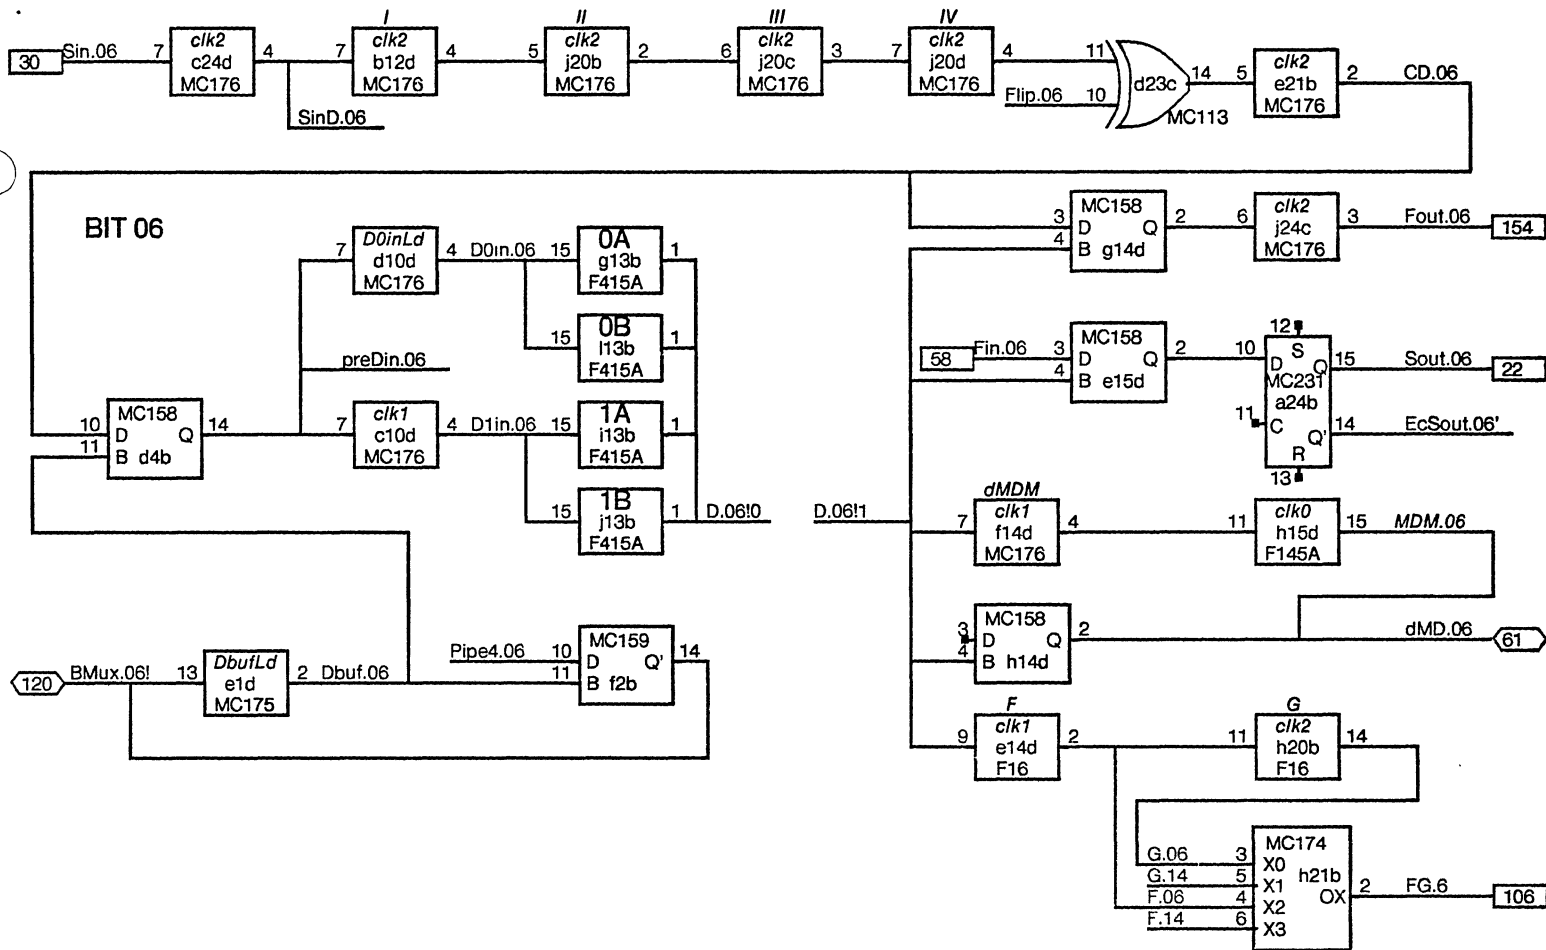 I
II
III
IV
30
Sin.06
7
clk2
c24d
MC176
4
SinD.06
7
clk2
b12d
MC176
4
5
clk2
j20b
MC176
2
6
clk2
j20c
MC176
3
7
clk2
j20d
MC176
4
11
Flip.06
10
d23c
MC113
14
5
clk2
e21b
MC176
2
CD.06
BIT 06
7
D0inLd
d10d
MC176
4
D0in.06
15
0A
g13b
F415A
1
15
0B
l13b
F415A
1
preDin.06
10
11
MC158
D
Q
B
d4b
14
7
clk1
c10d
MC176
4
D1in.06
15
1A
i13b
F415A
1
15
1B
j13b
F415A
1
D.06!0
120
BMux.06!
13
DbufLd
e1d
MC175
2
Dbuf.06
Pipe4.06
10
11
MC159
D
Q'
B
f2b
14
D.06!1
3
4
MC158
D
Q
B
g14d
2
6
clk2
j24c
MC176
3
Fout.06
154
58
Fin.06
3
4
MC158
D
Q
B
e15d
2
10
12
S
D
Q
MC231
a24b
11
C
Q'
R
13
15
Sout.06
22
14
EcSout.06'
dMDM
7
clk1
f14d
MC176
4
11
clk0
h15d
F145A
15
MDM.06
3
4
MC158
D
Q
B
h14d
2
dMD.06
61
F
9
clk1
e14d
F16
2
G
11
clk2
h20b
F16
14
G.06
3
G.14
5
F.06
4
F.14
6
MC174
X0
h21b
X1
OX
X2
X3
2
FG.6
106